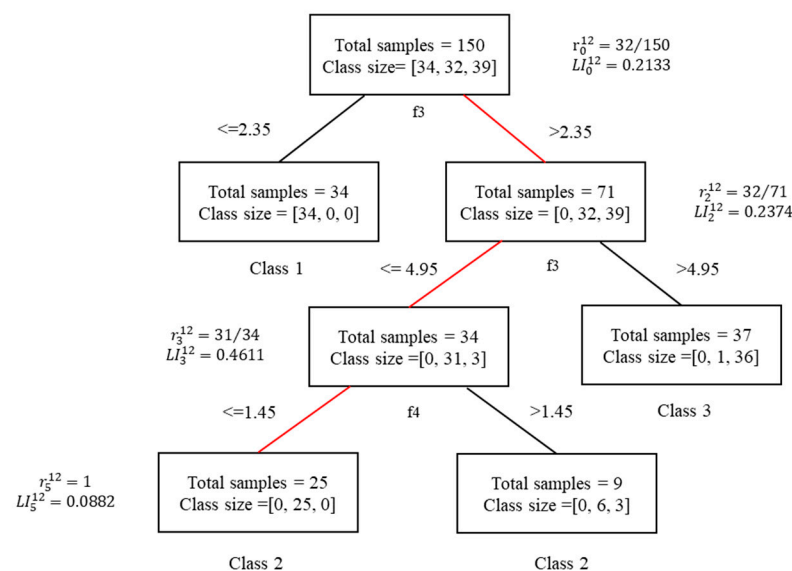 Total samples = 150
Class size= [34, 32, 39]
r₀¹² = 32/150
LI₀¹² = 0.2133
f3
<=2.35
>2.35
Total samples = 34
Class size = [34, 0, 0]
Total samples = 71
Class size = [0, 32, 39]
r₂¹² = 32/71
LI₂¹² = 0.2374
Class 1
<= 4.95
f3
>4.95
r₃¹² = 31/34
LI₃¹² = 0.4611
Total samples = 34
Class size =[0, 31, 3]
Total samples = 37
Class size =[0, 1, 36]
<=1.45
f4
>1.45
Class 3
r₅¹² = 1
LI₅¹² = 0.0882
Total samples = 25
Class size =[0, 25, 0]
Total samples = 9
Class size =[0, 6, 3]
Class 2
Class 2